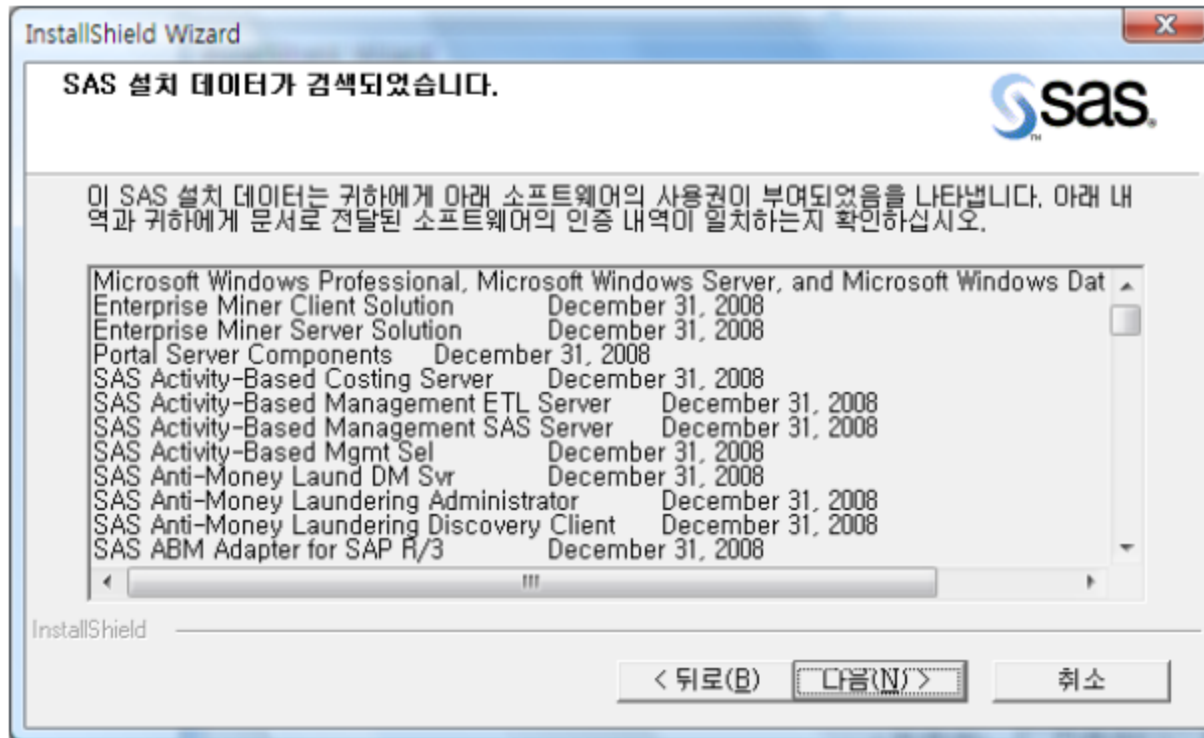 InstallShield Wizard
SAS 설치 데이터가 검색되었습니다.
sas
이 SAS 설치 데이터는 귀하에게 아래 소프트웨어의 사용권이 부여되었음을 나타냅니다. 아래 내
역과 귀하에게 문서로 전달된 소프트웨어의 인증 내역이 일치하는지 확인하십시오.
Microsoft Windows Professional, Microsoft Windows Server, and Microsoft Windows Dat
Enterprise Miner Client Solution December 31, 2008
Enterprise Miner Server Solution December 31, 2008
Portal Server Components December 31, 2008
SAS Activity-Based Costing Server December 31, 2008
SAS Activity-Based Management ETL Server December 31, 2008
SAS Activity-Based Management SAS Server December 31, 2008
SAS Activity-Based Mgmt Sel December 31, 2008
SAS Anti-Money Laund DM Svr December 31, 2008
SAS Anti-Money Laundering Administrator December 31, 2008
SAS Anti-Money Laundering Discovery Client December 31, 2008
SAS ABM Adapter for SAP R/3 December 31, 2008
InstallShield
< 뒤로(B) 다음(N) > 취소